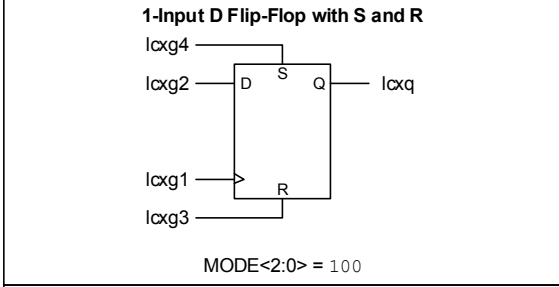 1-Input D Flip-Flop with S and R
lcxg4
S
lcxg2
D
Q
lcxq
lcxg1
R
lcxg3
MODE<2:0> = 100